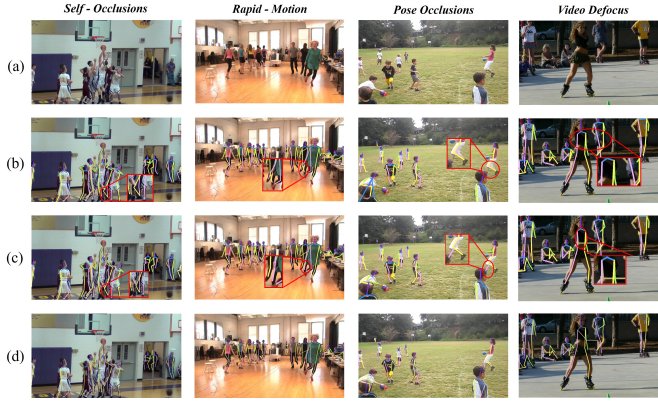 Self - Occlusions
Rapid - Motion
Pose Occlusions
Video Defocus
(a)
(b)
(c)
(d)